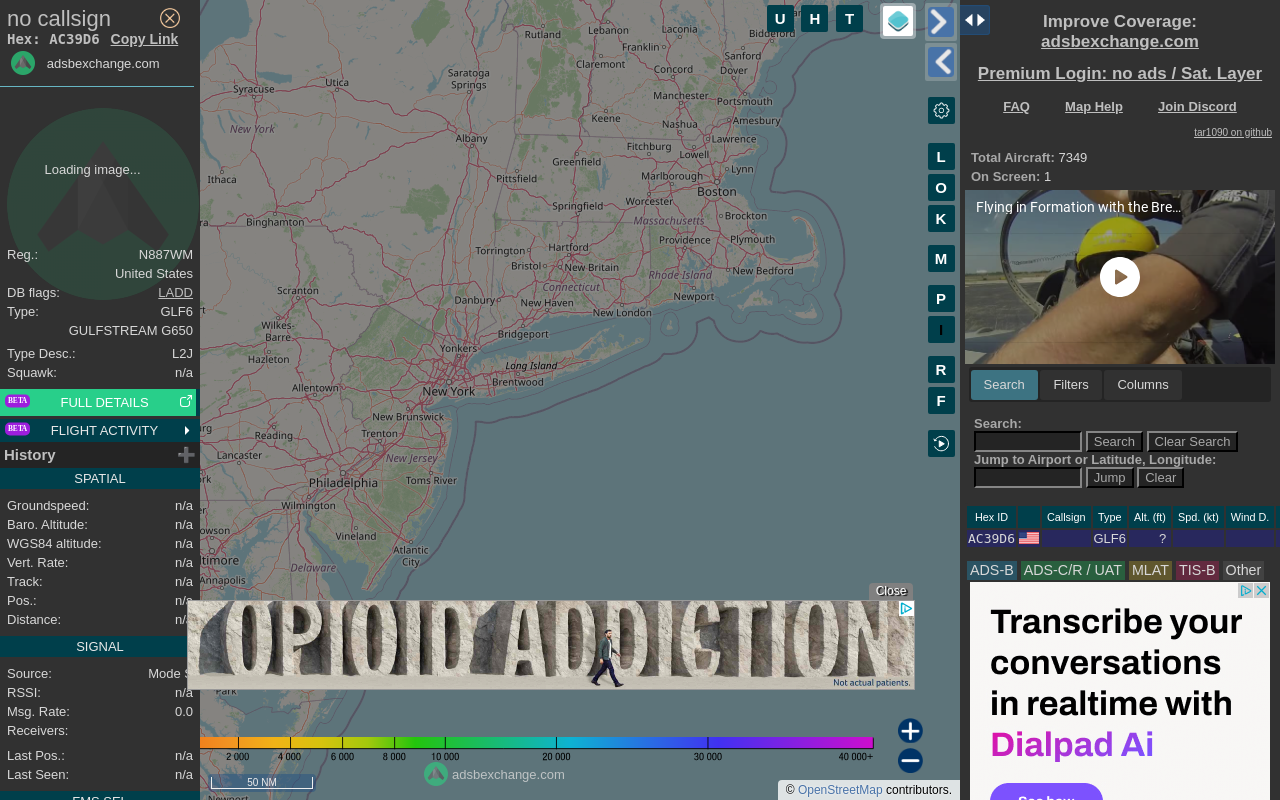 no callsign
Hex: AC39D6 Copy Link
adsbexchange.com
Loading image...
Reg.: N887WM
United States
DB flags: LADD
Type: GLF6
GULFSTREAM G650
Type Desc.: L2J
Squawk: n/a
BETA FULL DETAILS
BETA FLIGHT ACTIVITY
History
SPATIAL
Groundspeed: n/a
Baro. Altitude: n/a
WGS84 altitude: n/a
Vert. Rate: n/a
Track: n/a
Pos.: n/a
Distance: n/
SIGNAL
Source: Mode S
RSSI: n/a
Msg. Rate: 0.0
Receivers:
Last Pos.: n/a
Last Seen: n/a
FMS SEL
U H T
L
O
K
M
P
I
R
F
Rutland
Lebanon
Laconia
Biddeford
Franklin
Sanford
Claremont
Concord
Dover
Saratoga
Springs
Utica
Syracuse
Manchester
Portsmouth
Keene
Nashua
Amesbury
New York
Albany
Lawrence
Fitchburg
Lowell
Greenfield
Lynn
Ithaca
Pittsfield
Marlborough
Boston
Worcester
Springfield
Massachusetts
Brockton
Binghamton
Providence
Plymouth
Hartford
Torrington
Bristol
New Britain
Rhode Island
New Bedford
Connecticut
Scranton
Danbury
New Haven
Newport
New London
Wilkes-
Barre
Bridgeport
Yonkers
Hazleton
Long Island
Brentwood
Allentown
New York
New Brunswick
Reading
Trenton
Lancaster
New Jersey
Philadelphia
Toms River
Wilmington
Vineland
Atlantic
City
Annapolis
Delaware
Close
OPIOID ADDICTION
Not actual patients.
Park
2 000 4 000 6 000 8 000 10 000 20 000 30 000 40 000+
adsbexchange.com
50 NM
Newport
© OpenStreetMap contributors.
Improve Coverage:
adsbexchange.com
Premium Login: no ads / Sat. Layer
FAQ Map Help Join Discord
tar1090 on github
Total Aircraft: 7349
On Screen: 1
Flying in Formation with the Bre...
Search Filters Columns
Search:
Search Clear Search
Jump to Airport or Latitude, Longitude:
Jump Clear
Hex ID Callsign Type Alt. (ft) Spd. (kt) Wind D.
AC39D6 GLF6 ?
ADS-B ADS-C/R / UAT MLAT TIS-B Other
Transcribe your
conversations
in realtime with
Dialpad Ai
See how